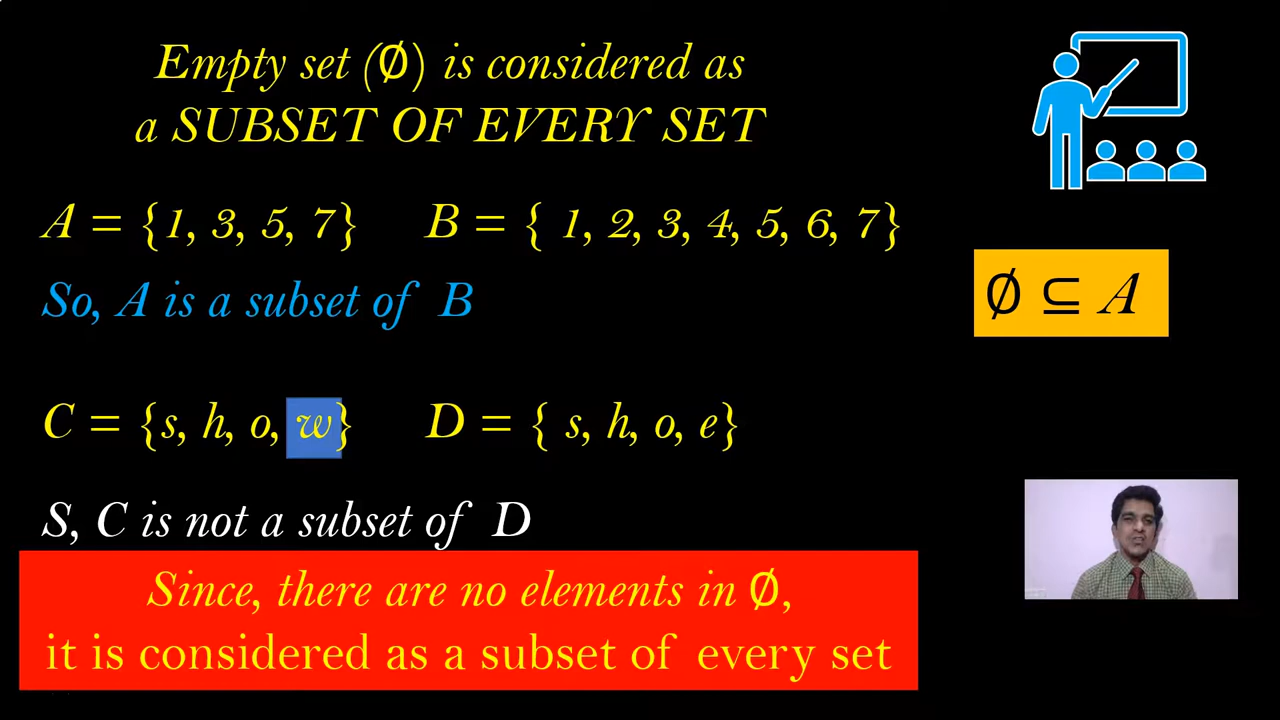 Empty set (∅) is considered as
a SUBSET OF EVERY SET
A = {1, 3, 5, 7} B = { 1, 2, 3, 4, 5, 6, 7}
So, A is a subset of B
∅ ⊆ A
C = {s, h, o, w} D = { s, h, o, e}
S, C is not a subset of D
Since, there are no elements in ∅,
it is considered as a subset of every set